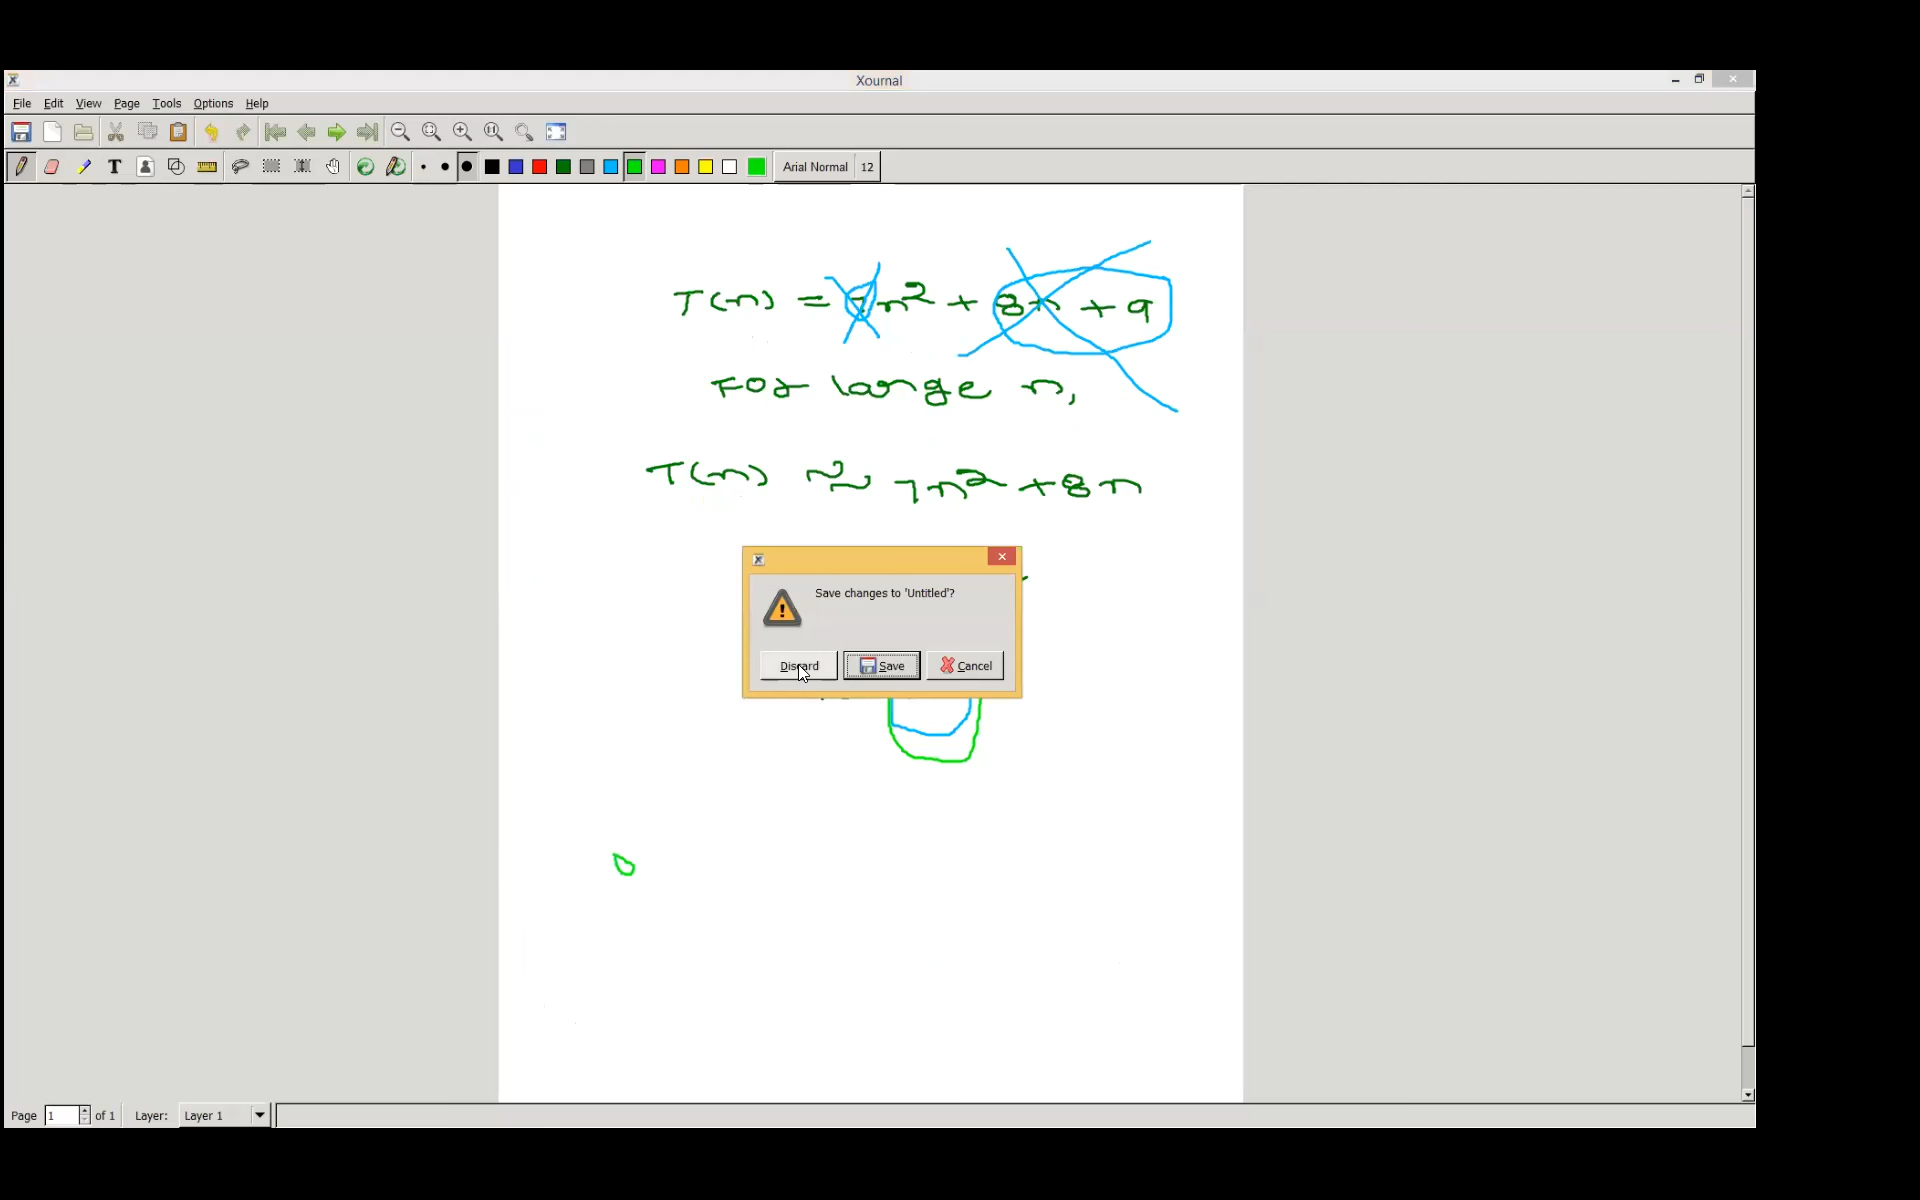 Xournal
File Edit View Page Tools Options Help
T Arial Normal 12
T(n) = 7n² + 8n + 9
For large n,
T(n) ≈ 7n² + 8n
Save changes to 'Untitled'?
Discard Save Cancel
Page 1 of 1 Layer: Layer 1